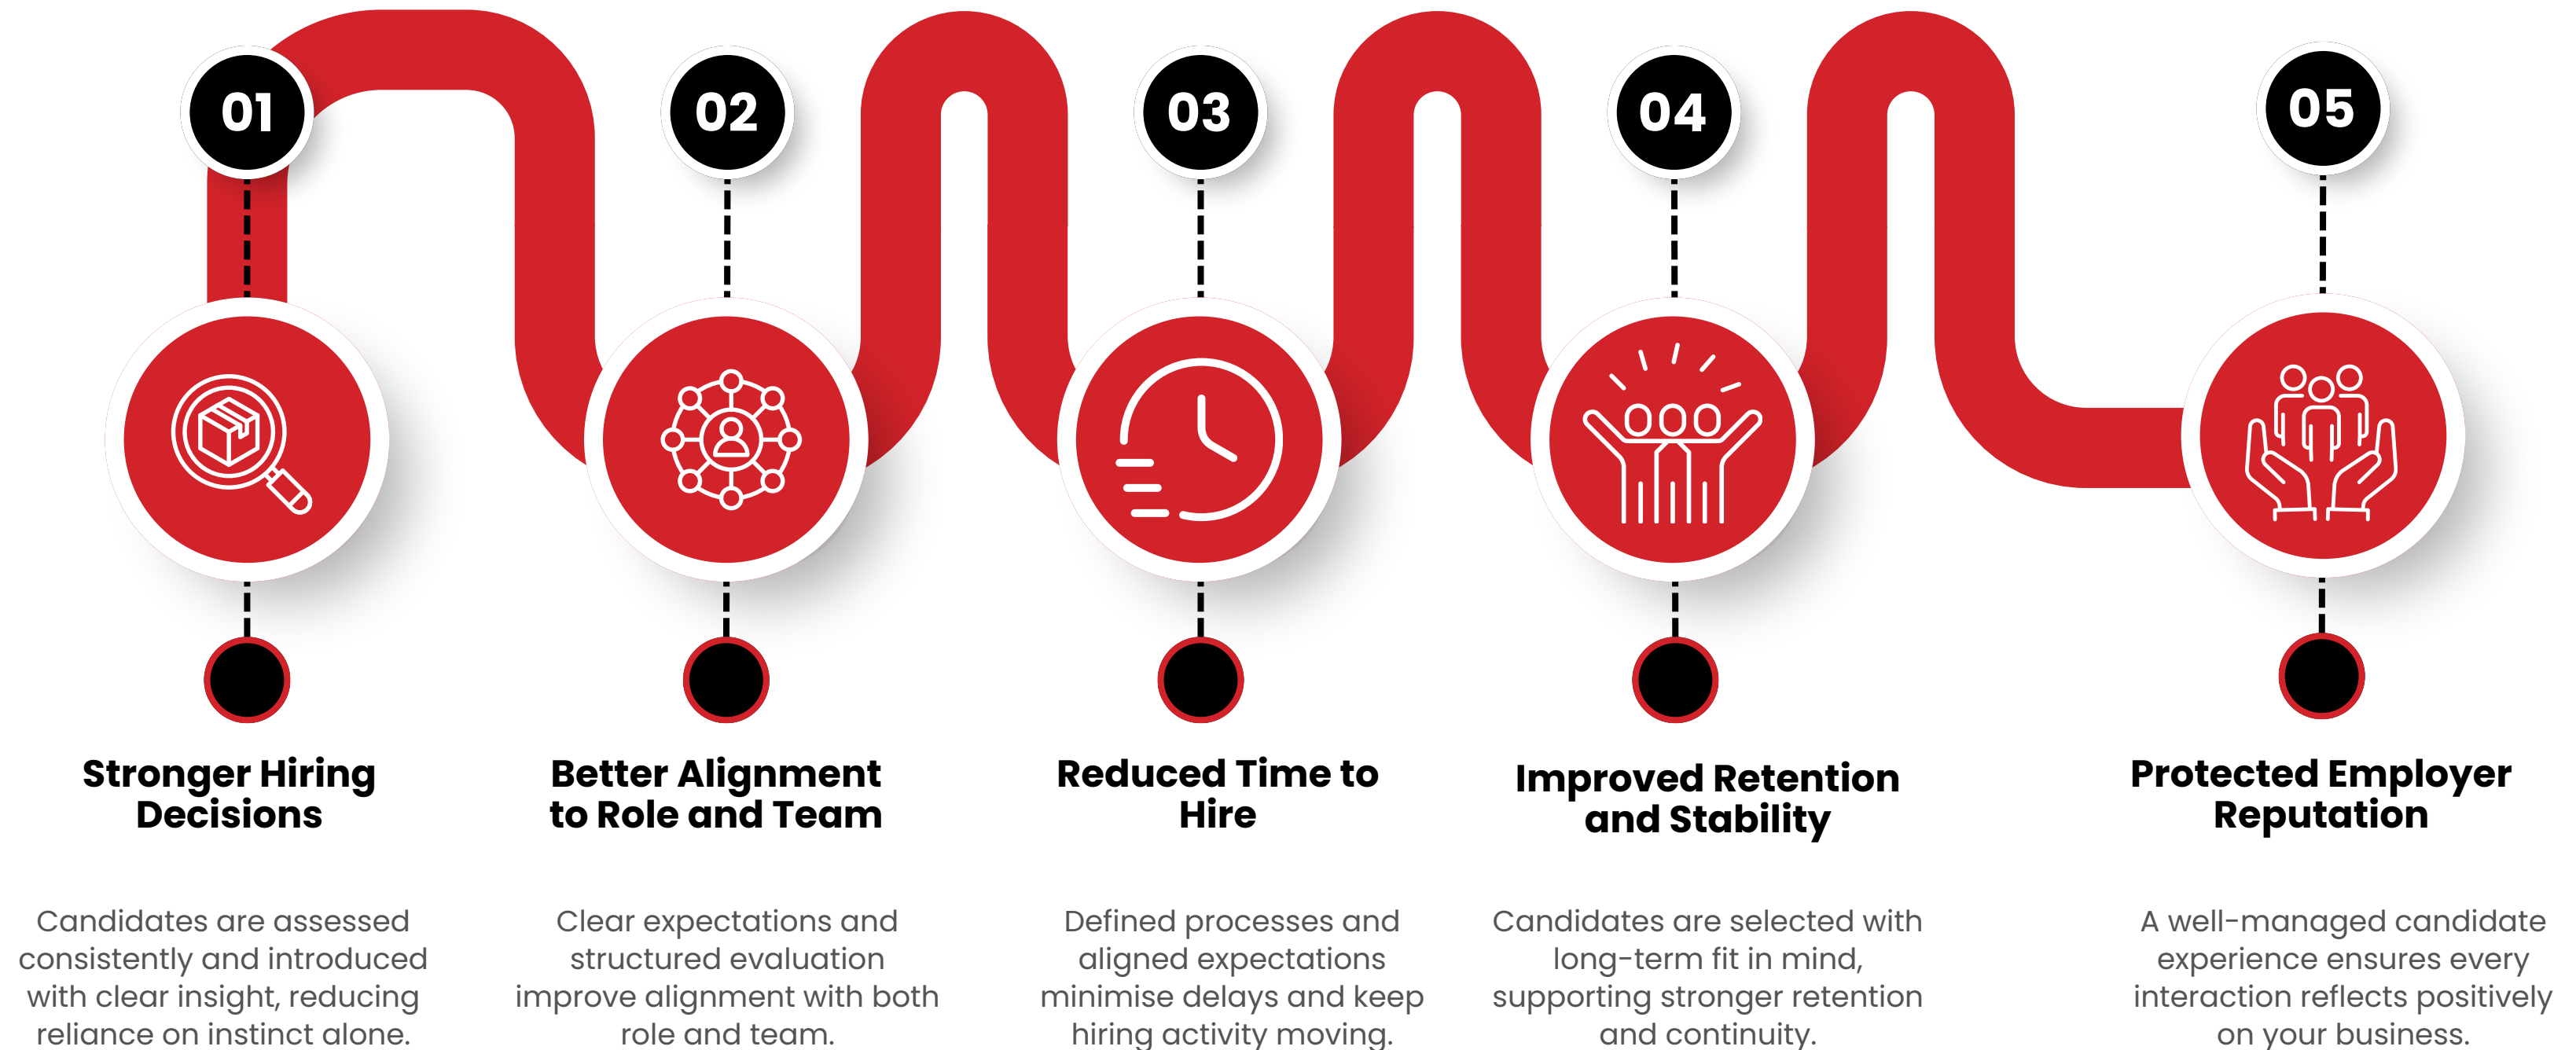 01
02
03
04
05
Stronger Hiring
Decisions
Candidates are assessed
consistently and introduced
with clear insight, reducing
reliance on instinct alone.
Better Alignment
to Role and Team
Clear expectations and
structured evaluation
improve alignment with both
role and team.
Reduced Time to
Hire
Defined processes and
aligned expectations
minimise delays and keep
hiring activity moving.
Improved Retention
and Stability
Candidates are selected with
long-term fit in mind,
supporting stronger retention
and continuity.
Protected Employer
Reputation
A well-managed candidate
experience ensures every
interaction reflects positively
on your business.